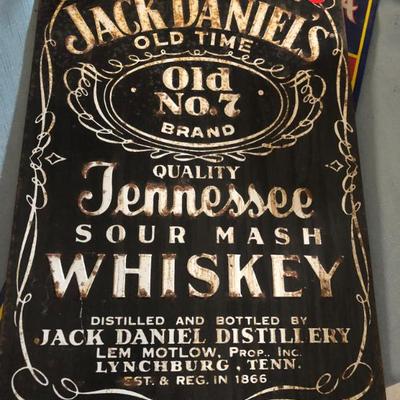 JACK DANIEL'S
OLD TIME
Old
No. 7
BRAND
QUALITY
Tennessee
SOUR MASH
WHISKEY
DISTILLED AND BOTTLED BY
JACK DANIEL DISTILLERY
LEM MOTLOW, PROP., INC.
LYNCHBURG, TENN.
EST. & REG. IN 1866